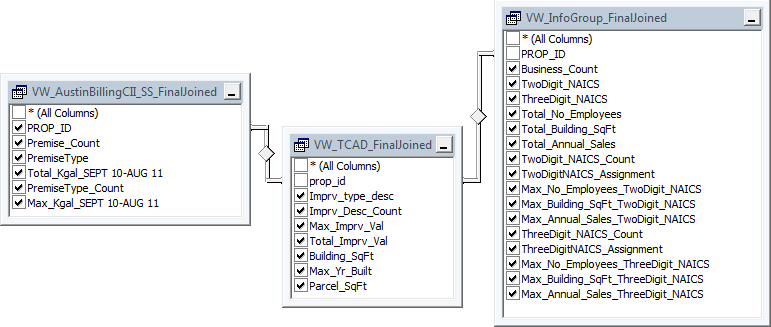 VW_AustinBillingCII_SS_FinalJoined
* (All Columns)
PROP_ID
Premise_Count
PremiseType
Total_Kgal_SEPT 10-AUG 11
PremiseType_Count
Max_Kgal_SEPT 10-AUG 11
VW_TCAD_FinalJoined
* (All Columns)
prop_id
Imprv_type_desc
Imprv_Desc_Count
Max_Imprv_Val
Total_Imprv_Val
Building_SqFt
Max_Yr_Built
Parcel_SqFt
VW_InfoGroup_FinalJoined
* (All Columns)
PROP_ID
Business_Count
TwoDigit_NAICS
ThreeDigit_NAICS
Total_No_Employees
Total_Building_SqFt
Total_Annual_Sales
TwoDigit_NAICS_Count
TwoDigitNAICS_Assignment
Max_No_Employees_TwoDigit_NAICS
Max_Building_SqFt_TwoDigit_NAICS
Max_Annual_Sales_TwoDigit_NAICS
ThreeDigit_NAICS_Count
ThreeDigitNAICS_Assignment
Max_No_Employees_ThreeDigit_NAICS
Max_Building_SqFt_ThreeDigit_NAICS
Max_Annual_Sales_ThreeDigit_NAICS